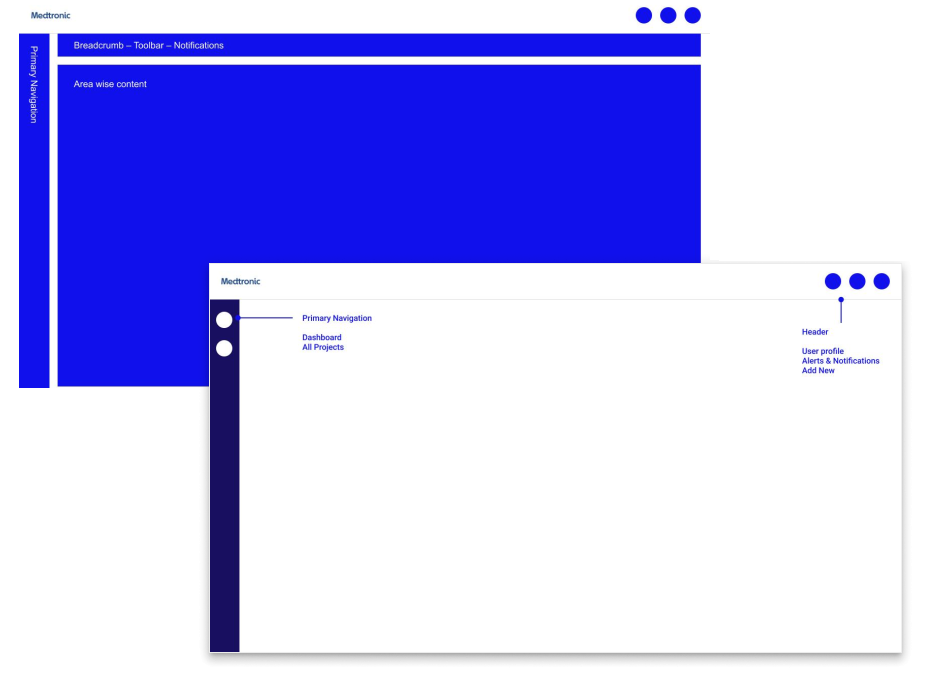 Medtronic
Breadcrumb – Toolbar – Notifications
Primary Navigation
Area wise content
Medtronic
Primary Navigation
Dashboard
All Projects
Header
User profile
Alerts & Notifications
Add New